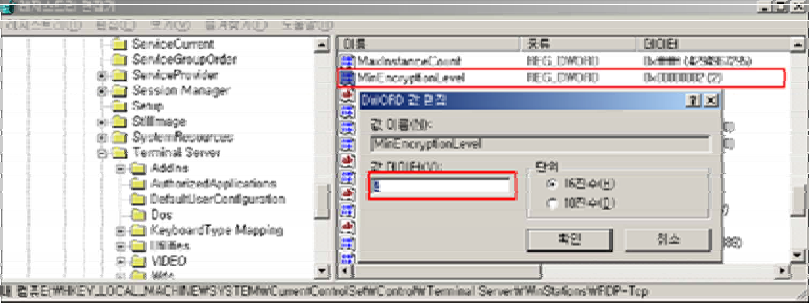 레지스트리 편집기
레지스트리(R) 편집(E) 보기(V) 즐겨찾기(F) 도움말(H)
ServiceCurrent
ServiceGroupOrder
ServiceProvider
Session Manager
Setup
StillImage
SystemResources
Terminal Server
AddIns
AuthorizedApplications
DefaultUserConfiguration
Dos
KeyboardType Mapping
Utilities
VIDEO
Wds
이름 종류 데이터
MaxInstanceCount REG_DWORD 0xffffffff (4294967295)
MinEncryptionLevel REG_DWORD 0x00000002 (2)
DWORD 값 편집
값 이름(N):
MinEncryptionLevel
값 데이터(V):
단위
16진수(H)
10진수(D)
확인 취소
내 컴퓨터\HKEY_LOCAL_MACHINE\SYSTEM\CurrentControlSet\Control\Terminal Server\WinStations\RDP-Tcp